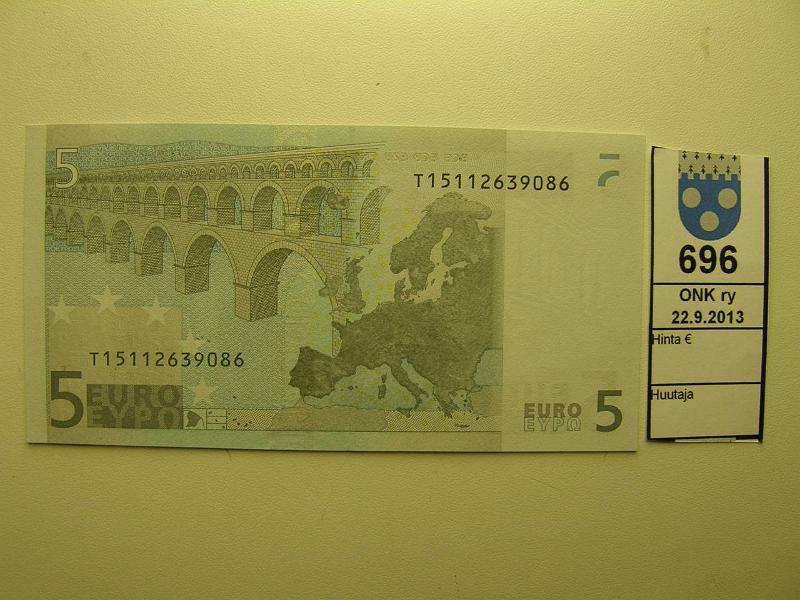 5
T15112639086
T15112639086
5 EURO
ΕΥΡΩ
EURO 5
ΕΥΡΩ
696
ONK ry
22.9.2013
Hinta €
Huutaja